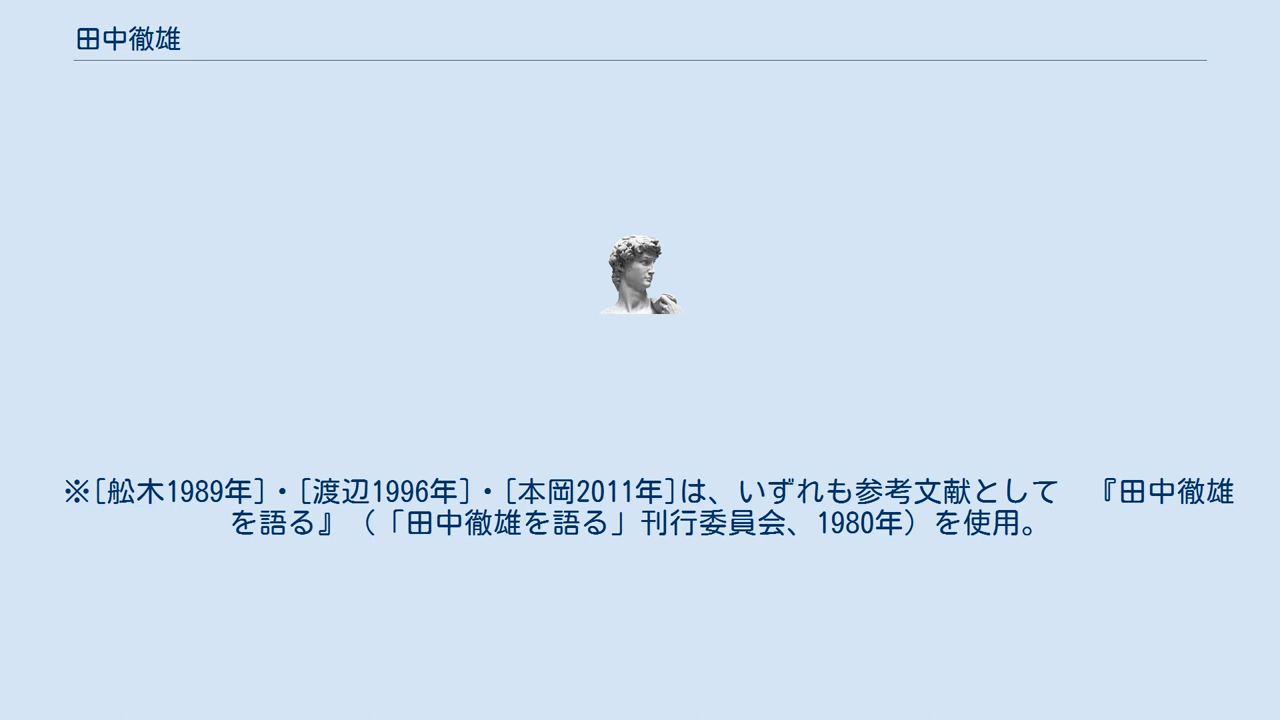 田中徹雄
※[舩木1989年]・[渡辺1996年]・[本岡2011年]は、いずれも参考文献として　『田中徹雄
を語る』（「田中徹雄を語る」刊行委員会、1980年）を使用。